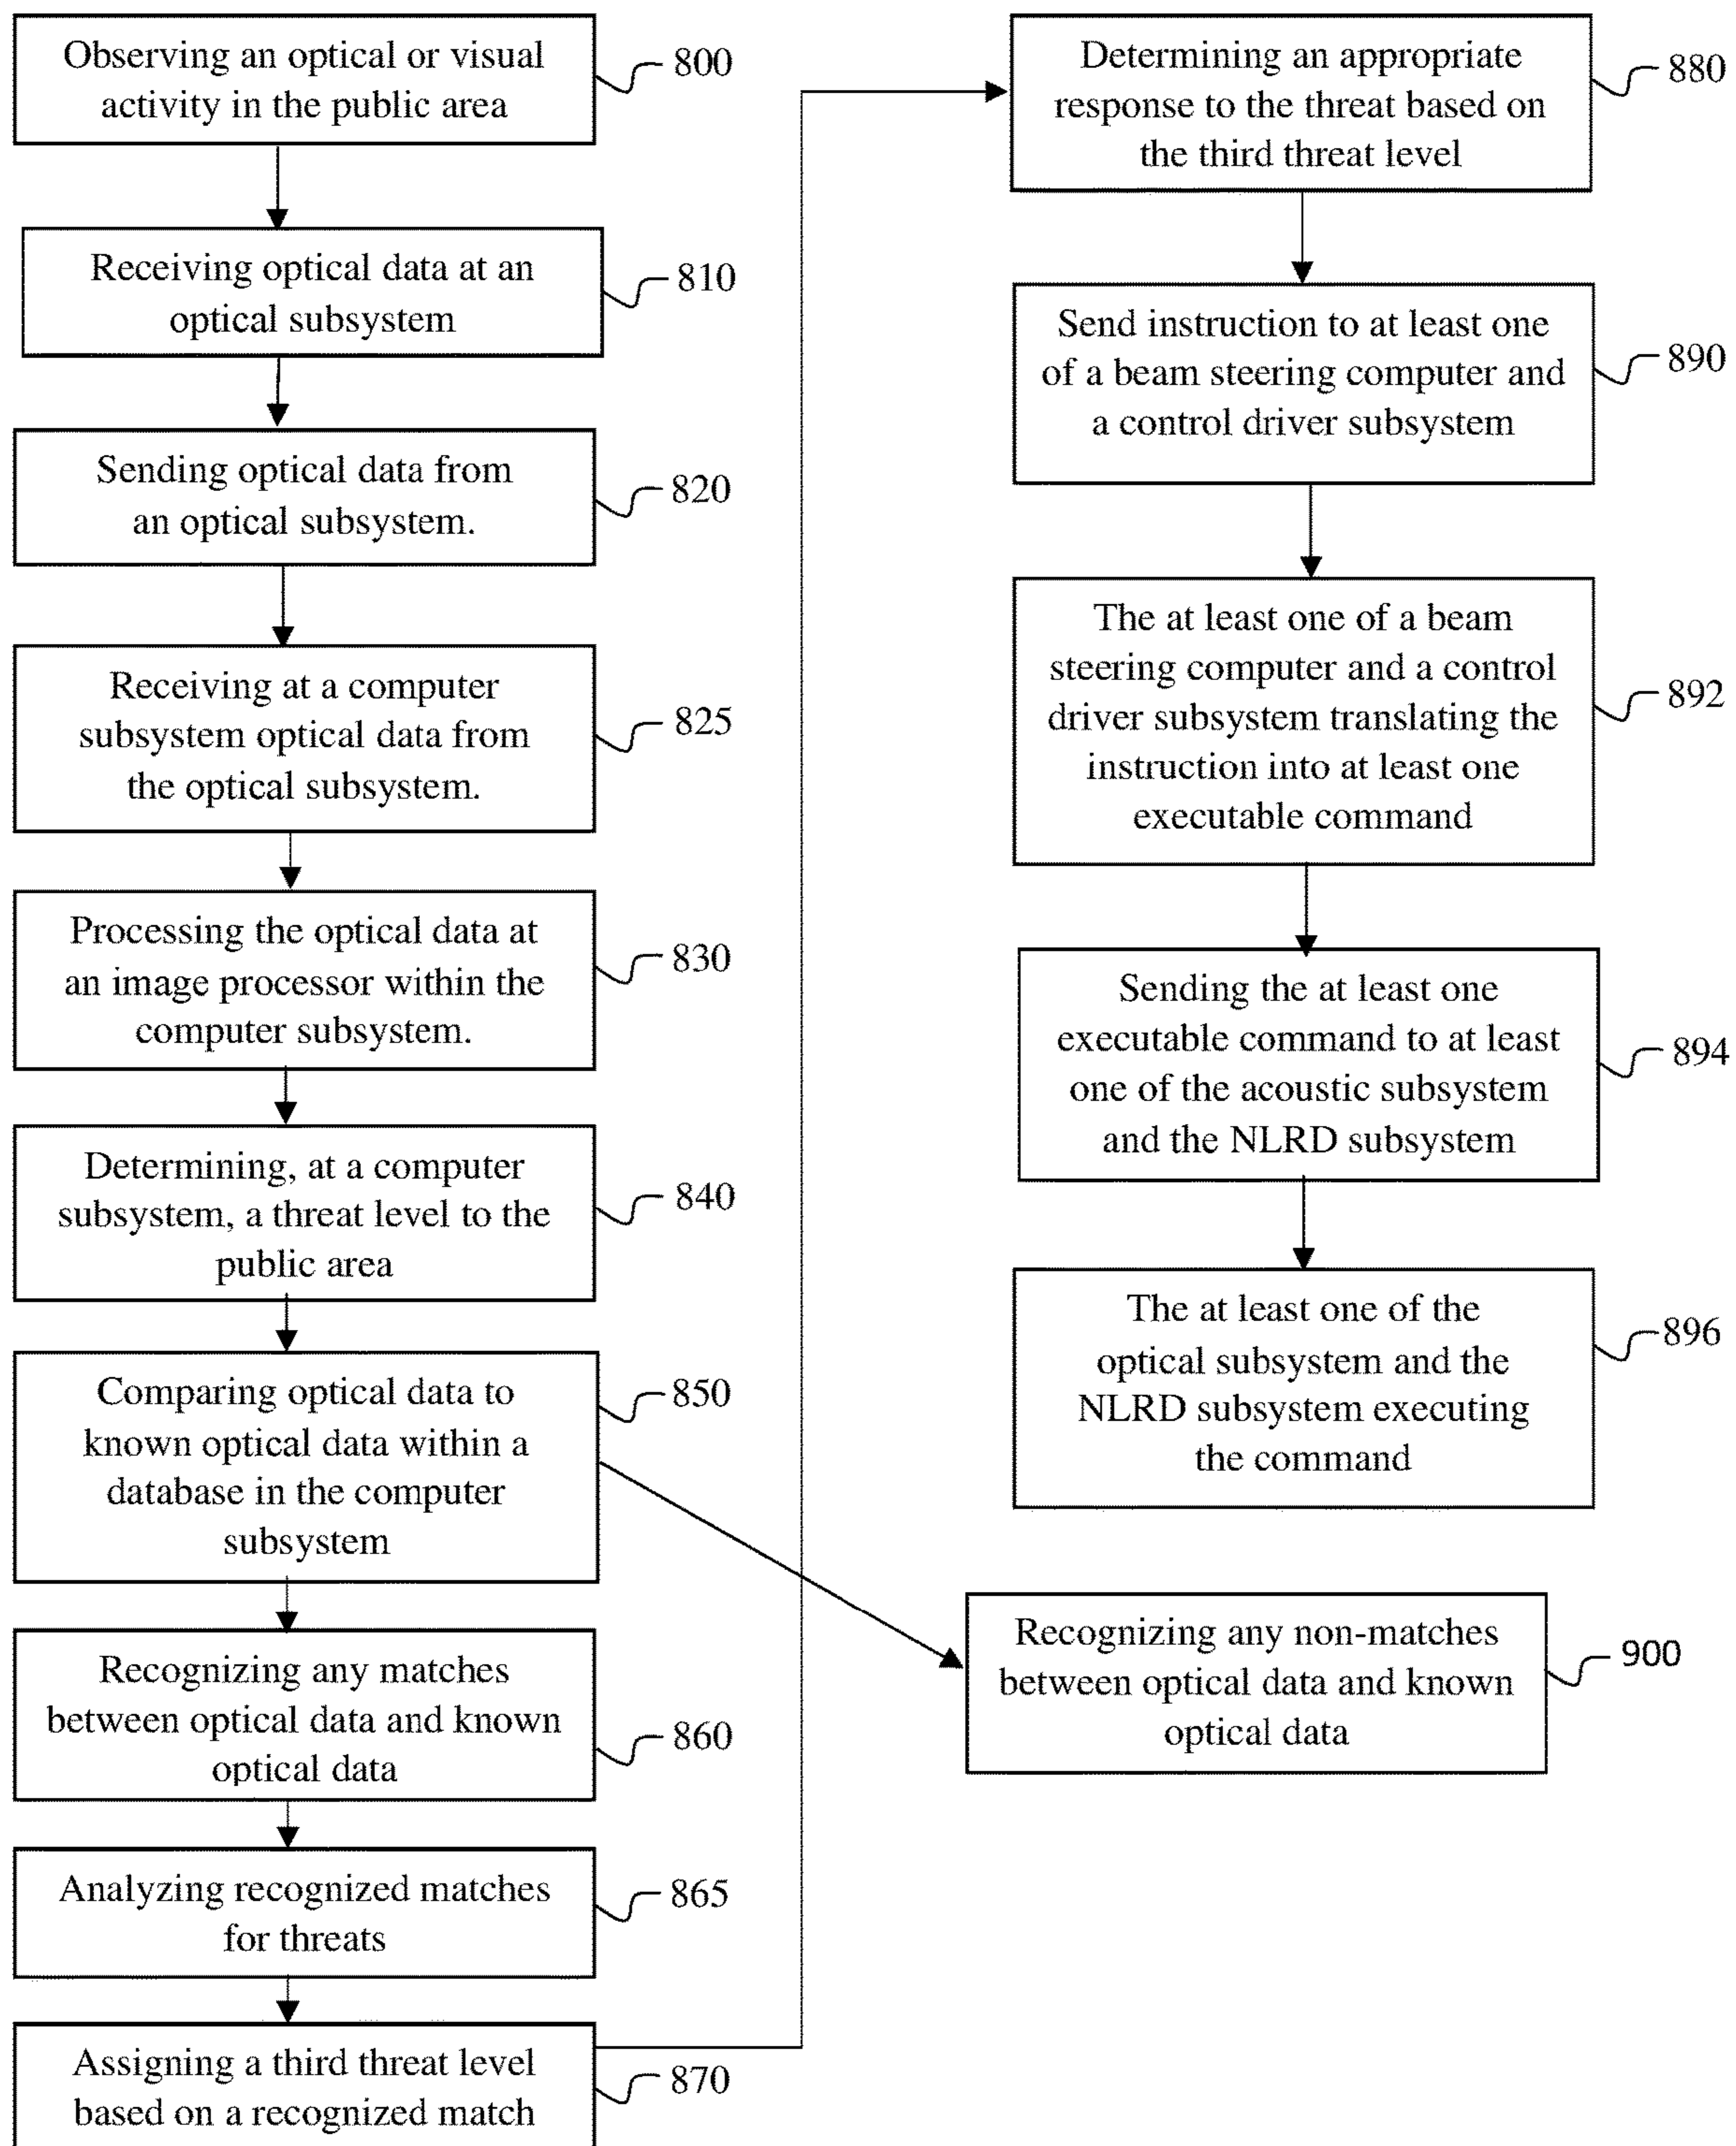 Observing an optical or visual
activity in the public area
800
Receiving optical data at an
optical subsystem
810
Sending optical data from
an optical subsystem.
820
Receiving at a computer
subsystem optical data from
the optical subsystem.
825
Processing the optical data at
an image processor within the
computer subsystem.
830
Determining, at a computer
subsystem, a threat level to the
public area
840
Comparing optical data to
known optical data within a
database in the computer
subsystem
850
Recognizing any matches
between optical data and known
optical data
860
Analyzing recognized matches
for threats
865
Assigning a third threat level
based on a recognized match
870
Determining an appropriate
response to the threat based on
the third threat level
880
Send instruction to at least one
of a beam steering computer and
a control driver subsystem
890
The at least one of a beam
steering computer and a control
driver subsystem translating the
instruction into at least one
executable command
892
Sending the at least one
executable command to at least
one of the acoustic subsystem
and the NLRD subsystem
894
The at least one of the
optical subsystem and the
NLRD subsystem executing
the command
896
Recognizing any non-matches
between optical data and known
optical data
900